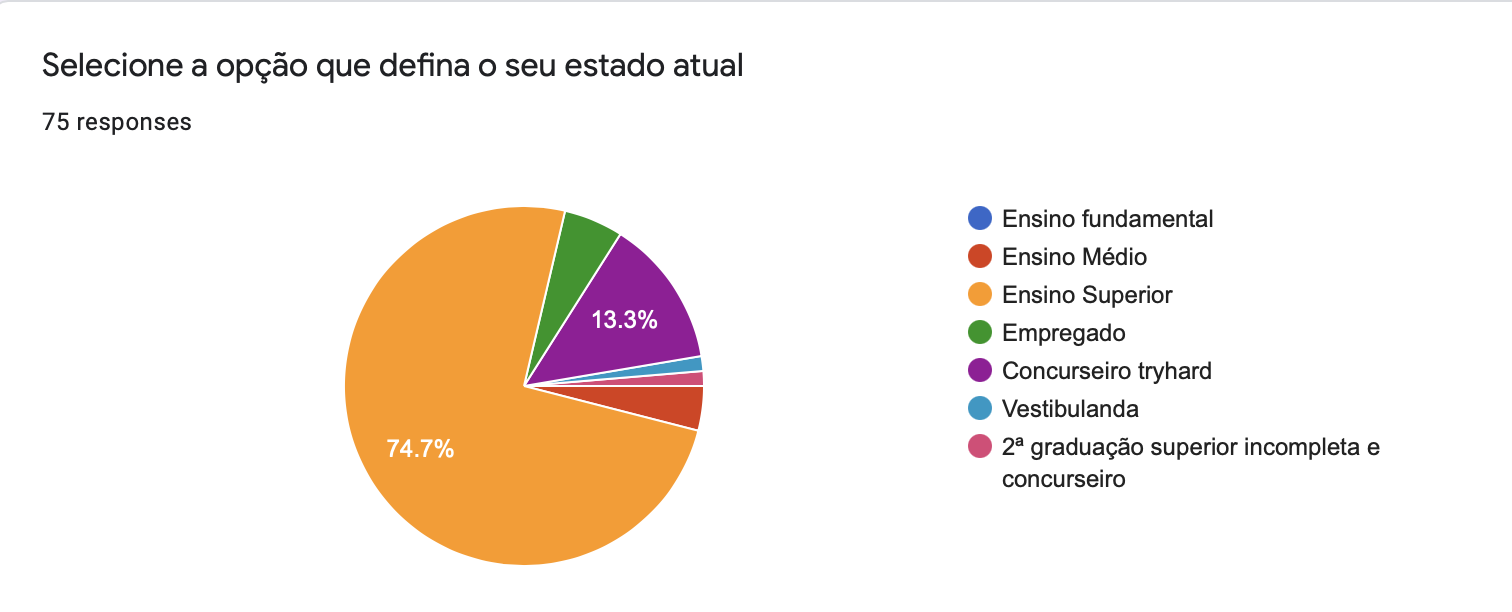 Selecione a opção que defina o seu estado atual
75 responses
Ensino fundamental
Ensino Médio
Ensino Superior
Empregado
Concurseiro tryhard
Vestibulanda
2ª graduação superior incompleta e
concurseiro
13.3%
74.7%